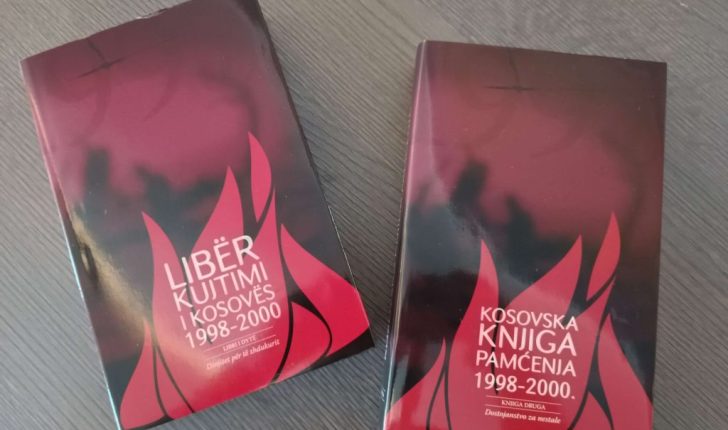 LIBËR
KUJTIMI
I KOSOVËS
1998-2000
LIBRI I DYTË
Dinjitet për të zhdukurit
KOSOVSKA
KNJIGA
PAMĆENJA
1998-2000.
KNJIGA DRUGA
Dostojanstvo za nestale